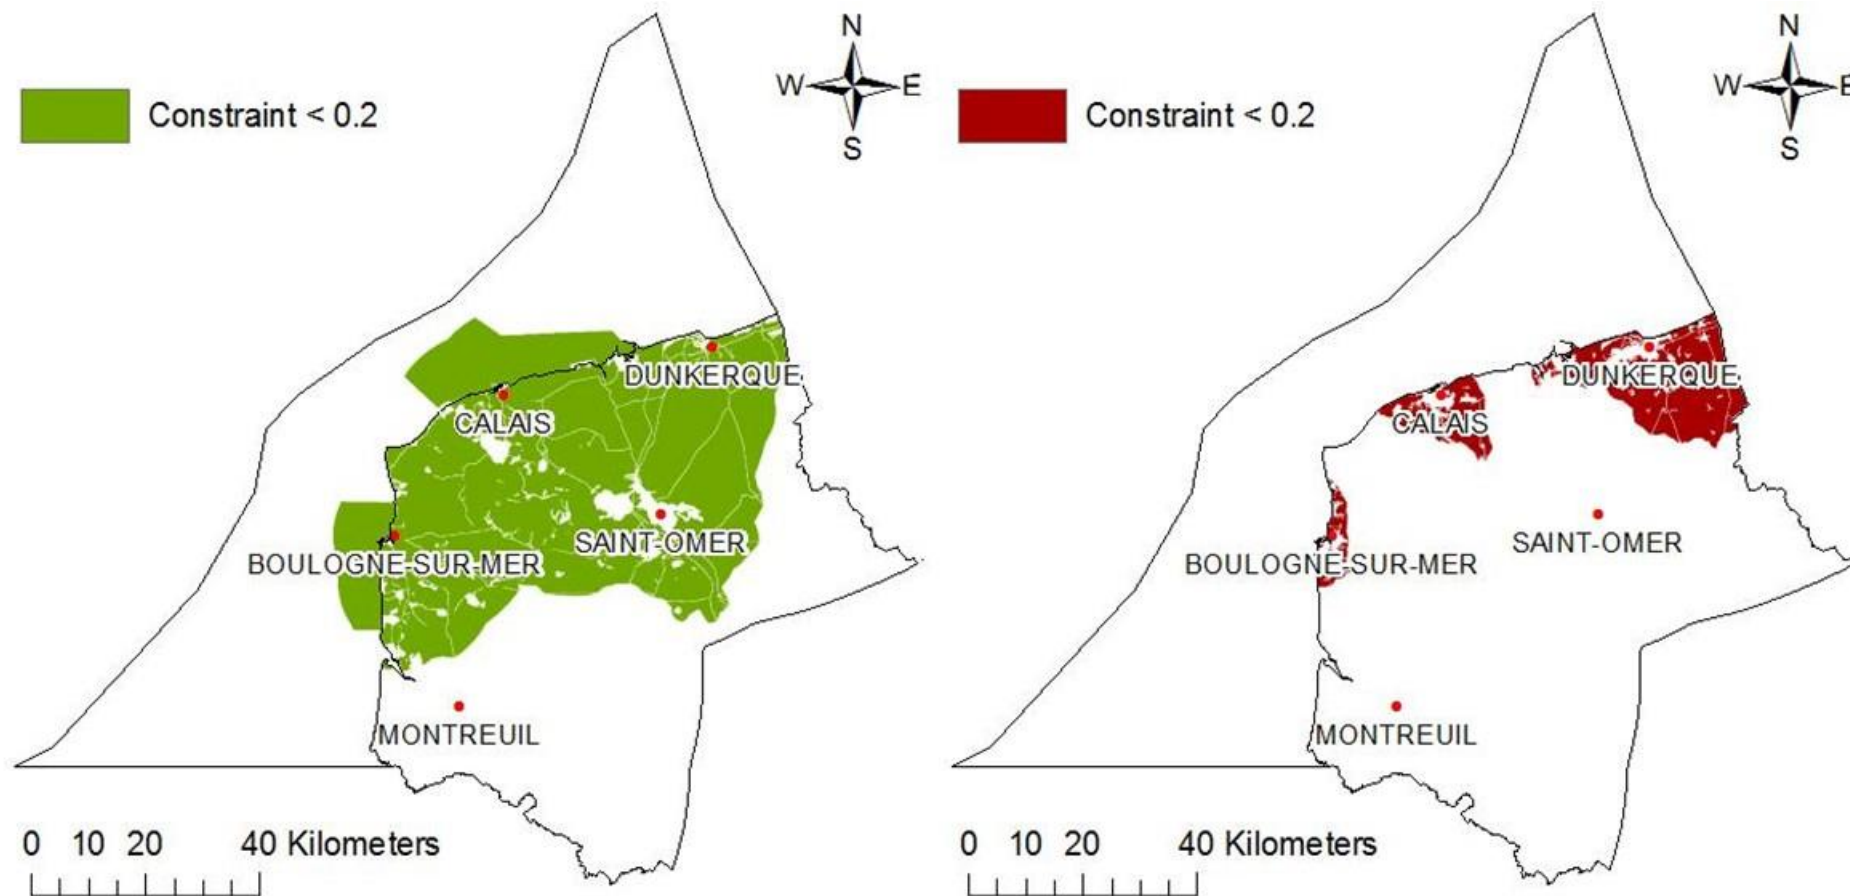 N
W E
S
Constraint < 0.2
DUNKERQUE
CALAIS
SAINT-OMER
BOULOGNE-SUR-MER
MONTREUIL
0 10 20 40 Kilometers
N
W E
S
Constraint < 0.2
DUNKERQUE
CALAIS
SAINT-OMER
BOULOGNE-SUR-MER
MONTREUIL
0 10 20 40 Kilometers